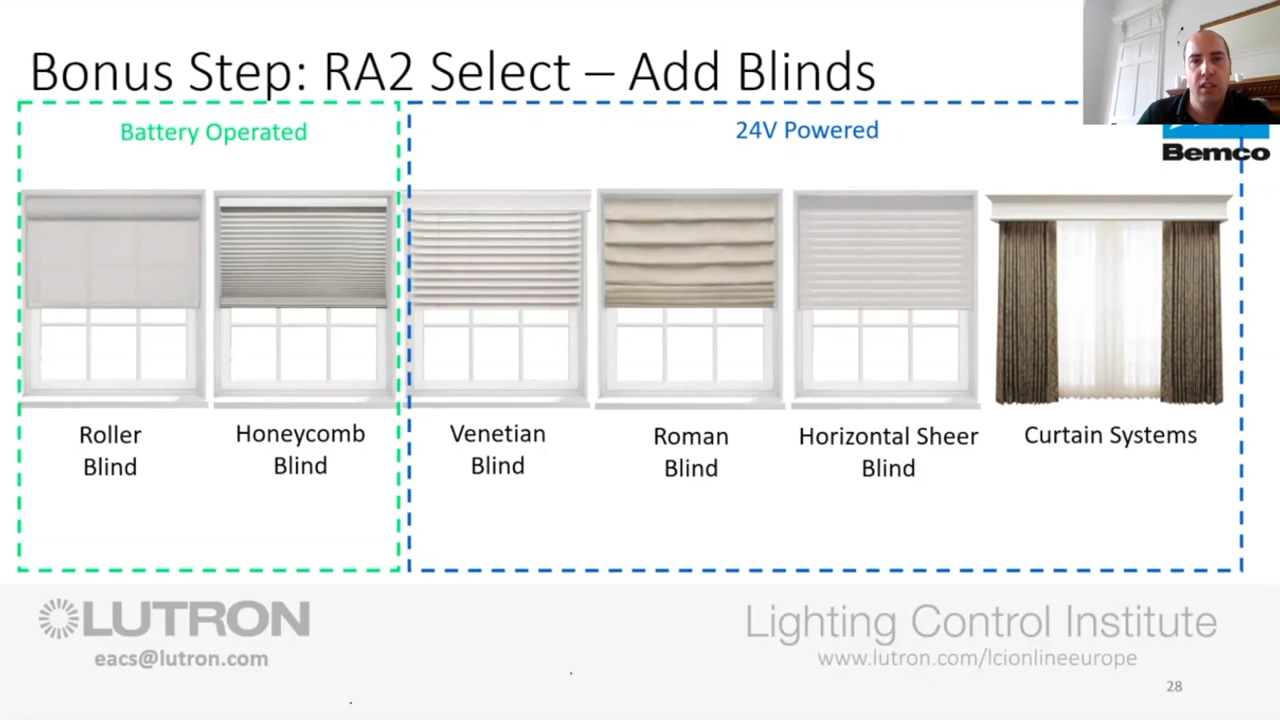 Bonus Step: RA2 Select – Add Blinds
Battery Operated
24V Powered
Bemco
Roller
Blind
Honeycomb
Blind
Venetian
Blind
Roman
Blind
Horizontal Sheer
Blind
Curtain Systems
LUTRON
eacs@lutron.com
Lighting Control Institute
www.lutron.com/lcionlineeurope
28